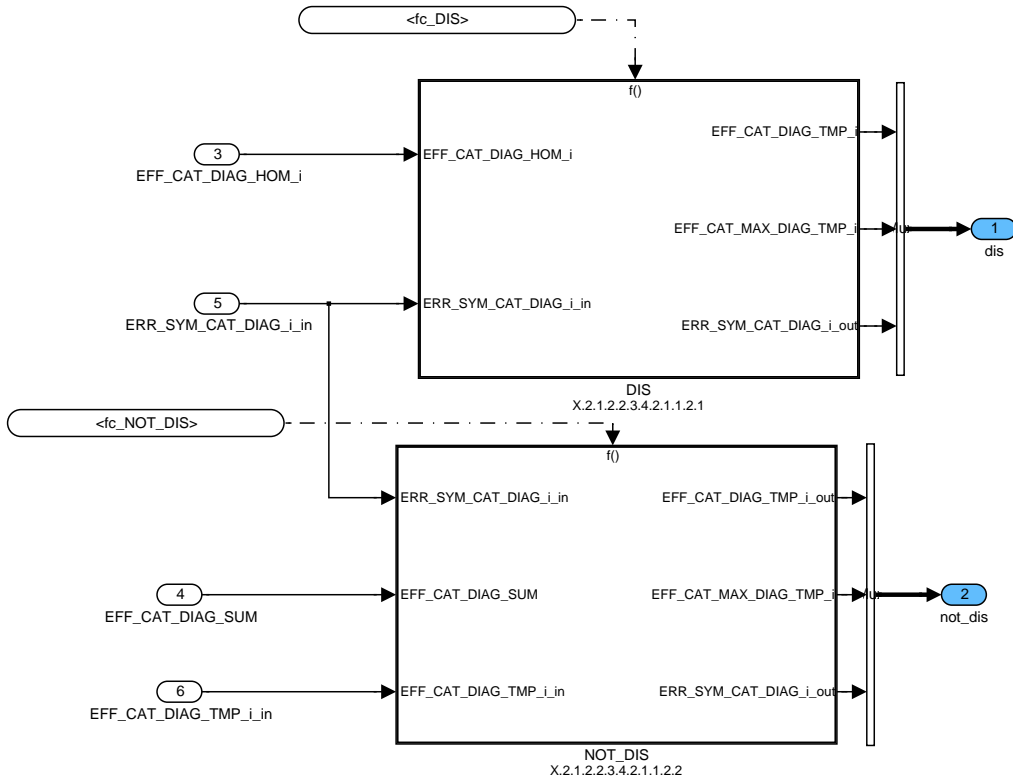 <fc_DIS>
f()
EFF_CAT_DIAG_TMP_i
3
EFF_CAT_DIAG_HOM_i
EFF_CAT_DIAG_HOM_i
EFF_CAT_MAX_DIAG_TMP_i
1
dis
5
ERR_SYM_CAT_DIAG_i_in
ERR_SYM_CAT_DIAG_i_in
ERR_SYM_CAT_DIAG_i_out
DIS
X.2.1.2.2.3.4.2.1.1.2.1
<fc_NOT_DIS>
f()
ERR_SYM_CAT_DIAG_i_in
EFF_CAT_DIAG_TMP_i_out
4
EFF_CAT_DIAG_SUM
EFF_CAT_DIAG_SUM
EFF_CAT_MAX_DIAG_TMP_i
2
not_dis
6
EFF_CAT_DIAG_TMP_i_in
EFF_CAT_DIAG_TMP_i_in
ERR_SYM_CAT_DIAG_i_out
NOT_DIS
X.2.1.2.2.3.4.2.1.1.2.2